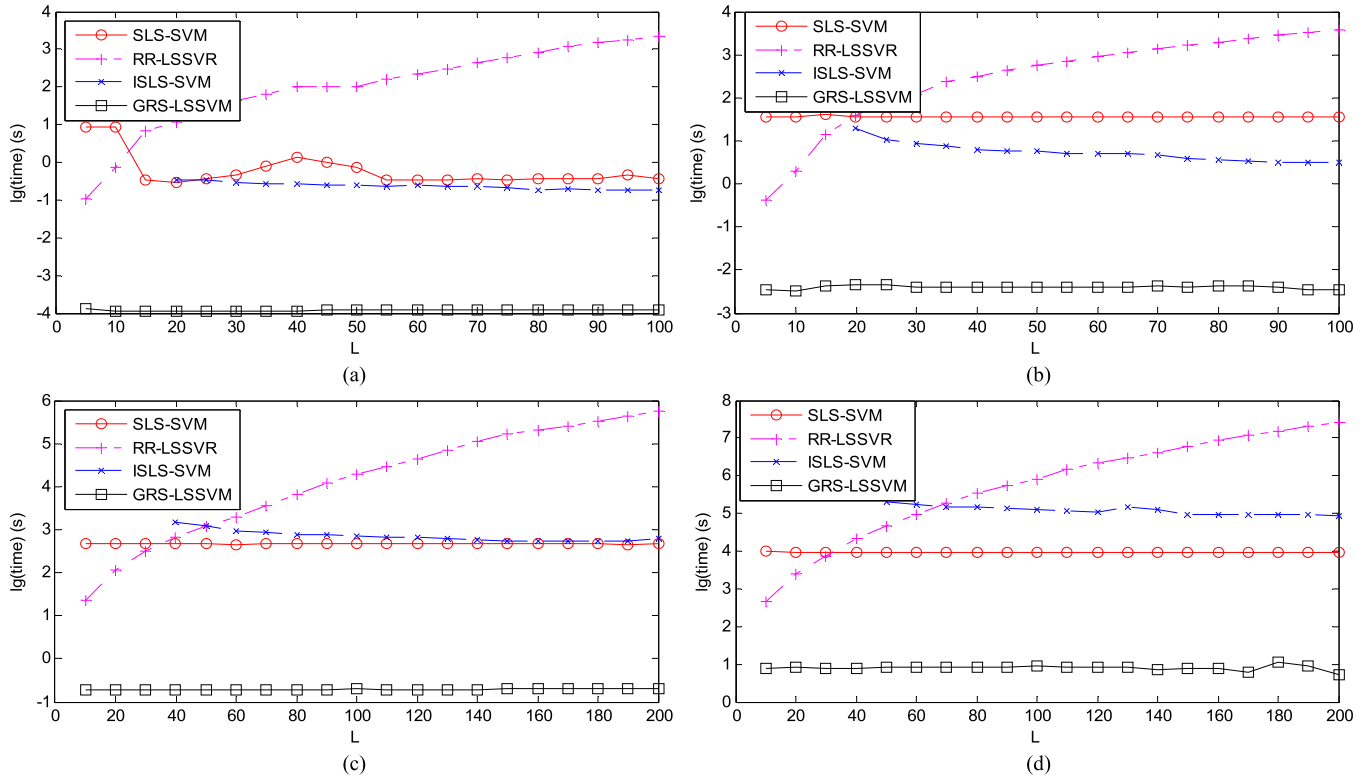 4
3
2
1
0
-1
-2
-3
-4
lg(time) (s)
SLS-SVM
RR-LSSVR
ISLS-SVM
GRS-LSSVM
0 10 20 30 40 50 60 70 80 90 100
L
(a)
4
3
2
1
0
-1
-2
-3
lg(time) (s)
SLS-SVM
RR-LSSVR
ISLS-SVM
GRS-LSSVM
0 10 20 30 40 50 60 70 80 90 100
L
(b)
6
5
4
3
2
1
0
-1
lg(time) (s)
SLS-SVM
RR-LSSVR
ISLS-SVM
GRS-LSSVM
0 20 40 60 80 100 120 140 160 180 200
L
(c)
8
7
6
5
4
3
2
1
0
lg(time) (s)
SLS-SVM
RR-LSSVR
ISLS-SVM
GRS-LSSVM
0 20 40 60 80 100 120 140 160 180 200
L
(d)